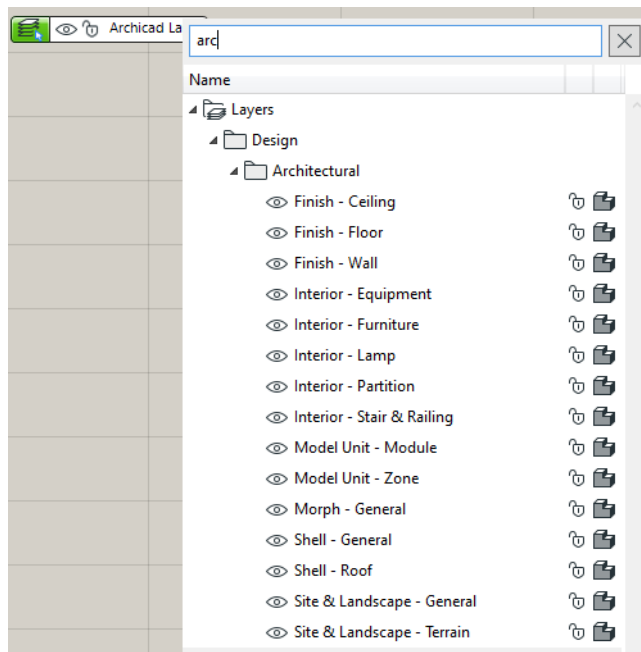 Archicad La
arc
Name
Layers
Design
Architectural
Finish - Ceiling
Finish - Floor
Finish - Wall
Interior - Equipment
Interior - Furniture
Interior - Lamp
Interior - Partition
Interior - Stair & Railing
Model Unit - Module
Model Unit - Zone
Morph - General
Shell - General
Shell - Roof
Site & Landscape - General
Site & Landscape - Terrain